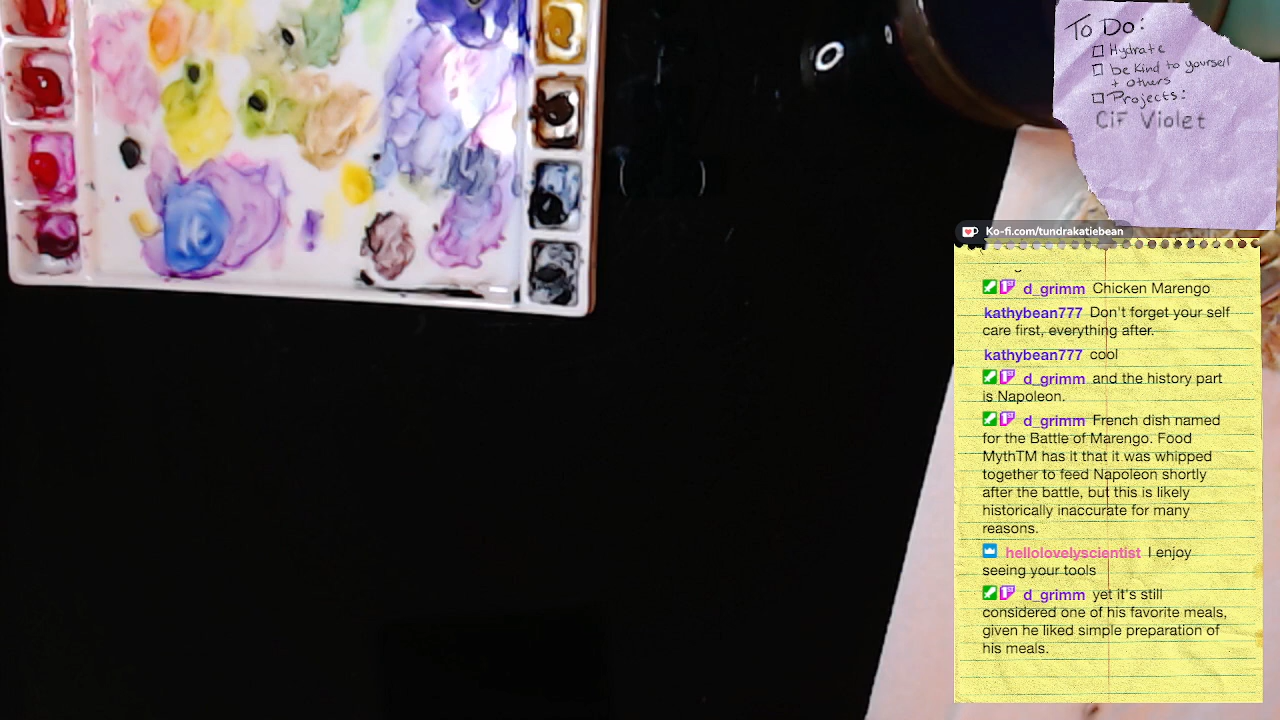 To Do:
Hydrate
be Kind to yourself
+ others
Projects:
CiF Violet
Ko-fi.com/tundrakatiebean
d_grimm Chicken Marengo
kathybean777 Don't forget your self
care first, everything after.
kathybean777 cool
d_grimm and the history part
is Napoleon.
d_grimm French dish named
for the Battle of Marengo. Food
MythTM has it that it was whipped
together to feed Napoleon shortly
after the battle, but this is likely
historically inaccurate for many
reasons.
hellolovelyscientist I enjoy
seeing your tools
d_grimm yet it's still
considered one of his favorite meals,
given he liked simple preparation of
his meals.